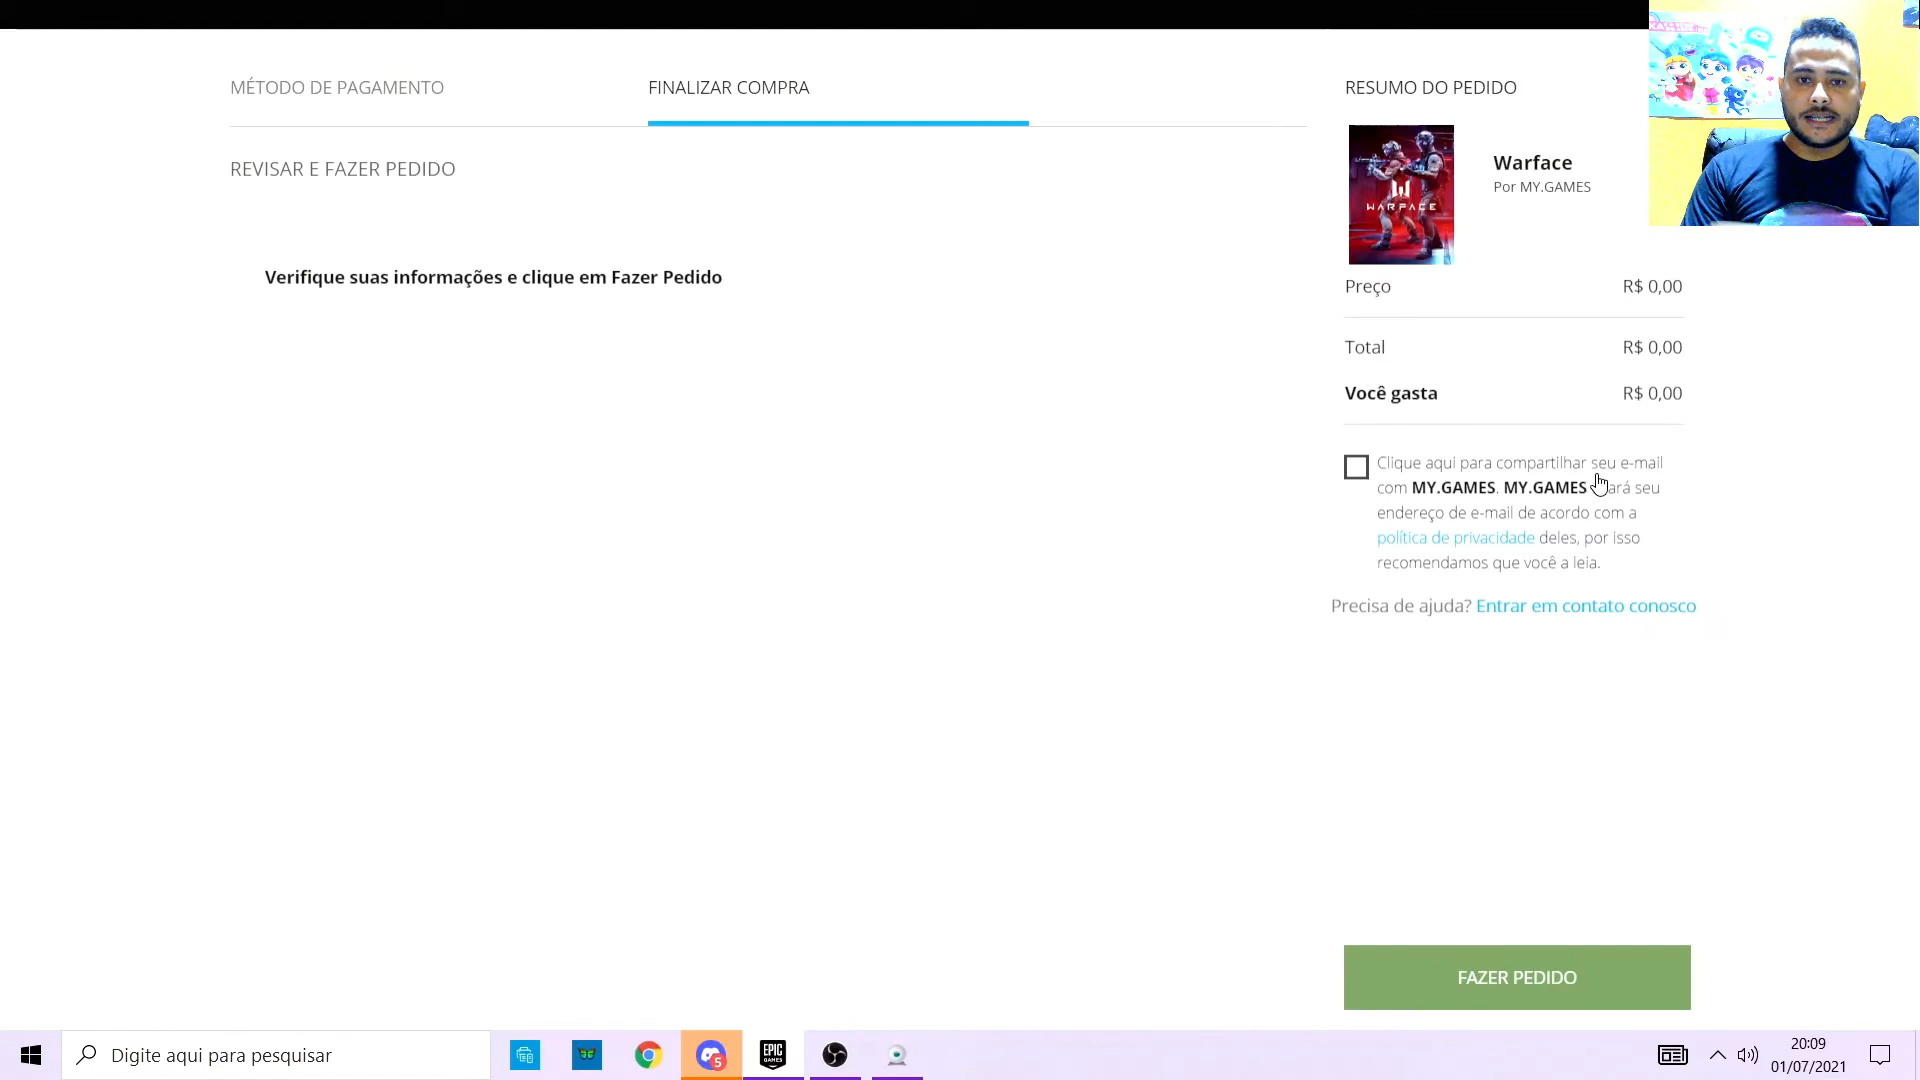 MÉTODO DE PAGAMENTO
FINALIZAR COMPRA
REVISAR E FAZER PEDIDO
Verifique suas informações e clique em Fazer Pedido
RESUMO DO PEDIDO
WARFACE
Warface
Por MY.GAMES
Preço R$ 0,00
Total R$ 0,00
Você gasta R$ 0,00
Clique aqui para compartilhar seu e-mail
com MY.GAMES. MY.GAMES seu
endereço de e-mail de acordo com a
política de privacidade deles, por isso
recomendamos que você a leia.
Precisa de ajuda? Entrar em contato conosco
FAZER PEDIDO
Digite aqui para pesquisar
5
EPIC
GAMES
20:09
01/07/2021